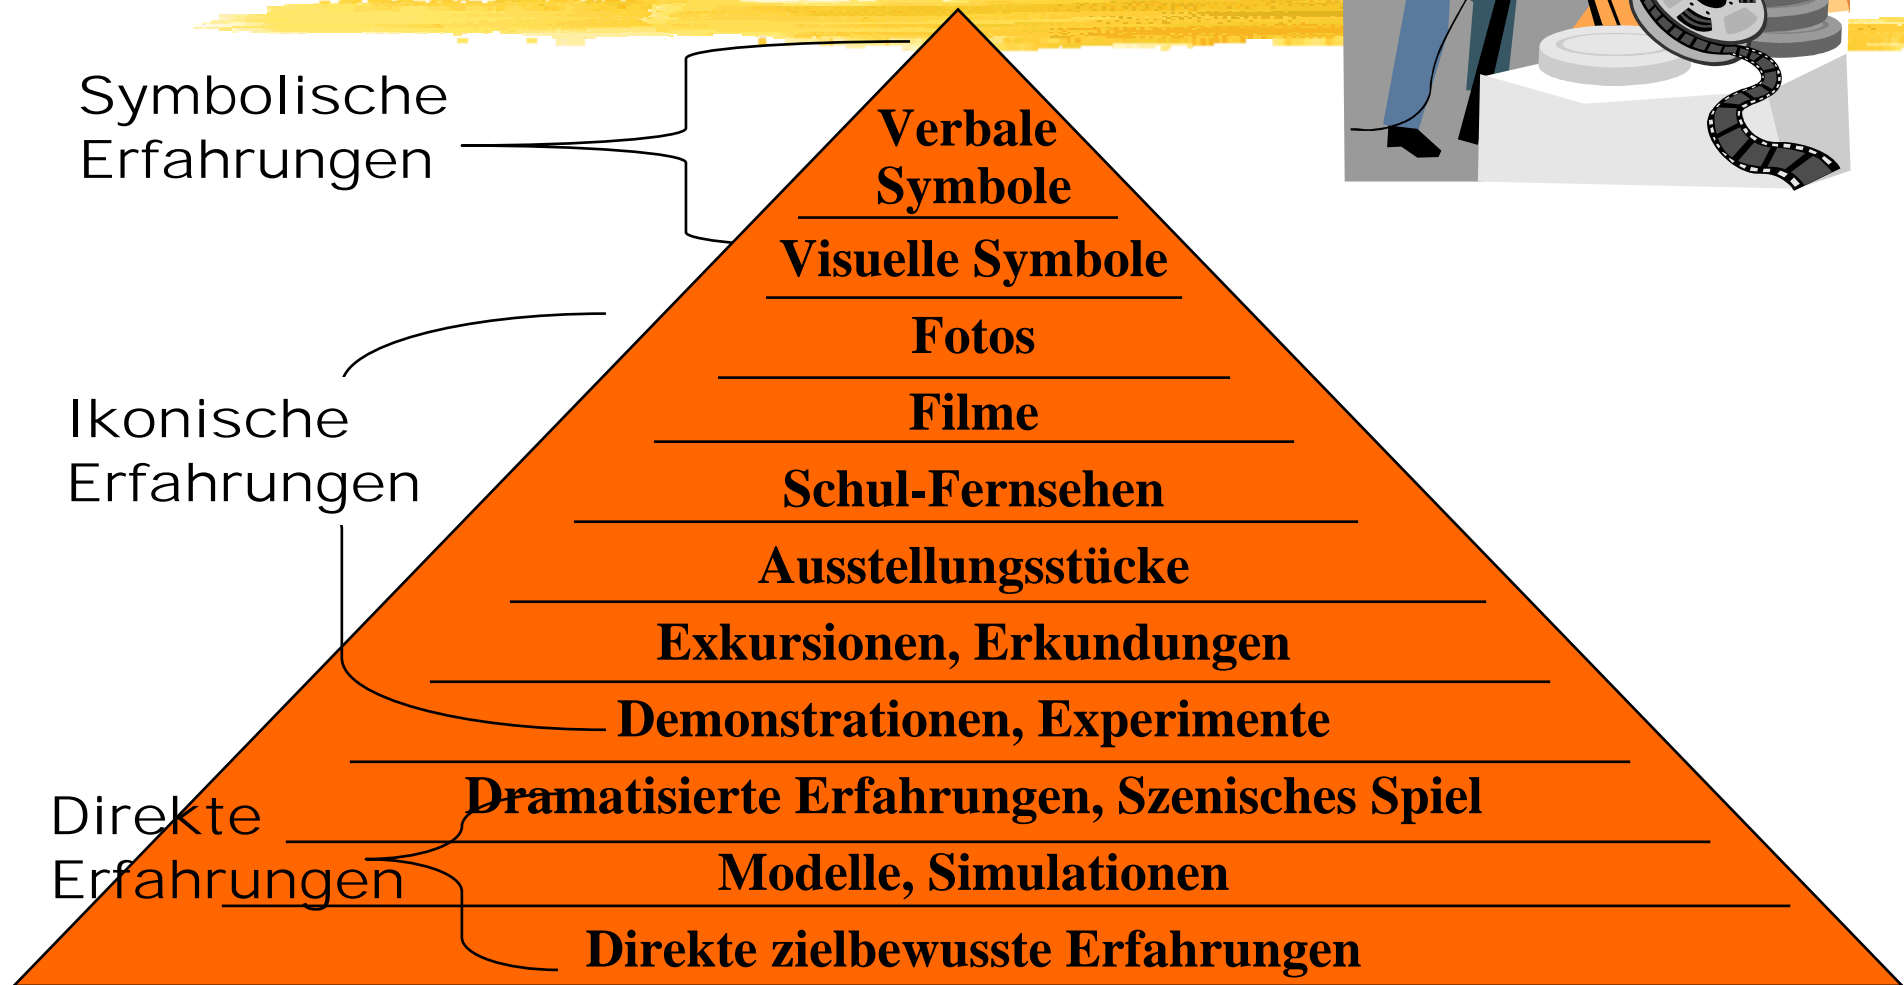 Symbolische
Erfahrungen
Verbale
Symbole
Visuelle Symbole
Fotos
Ikonische
Erfahrungen
Filme
Schul-Fernsehen
Ausstellungsstücke
Exkursionen, Erkundungen
Demonstrationen, Experimente
Direkte
Erfahrungen
Dramatisierte Erfahrungen, Szenisches Spiel
Modelle, Simulationen
Direkte zielbewusste Erfahrungen